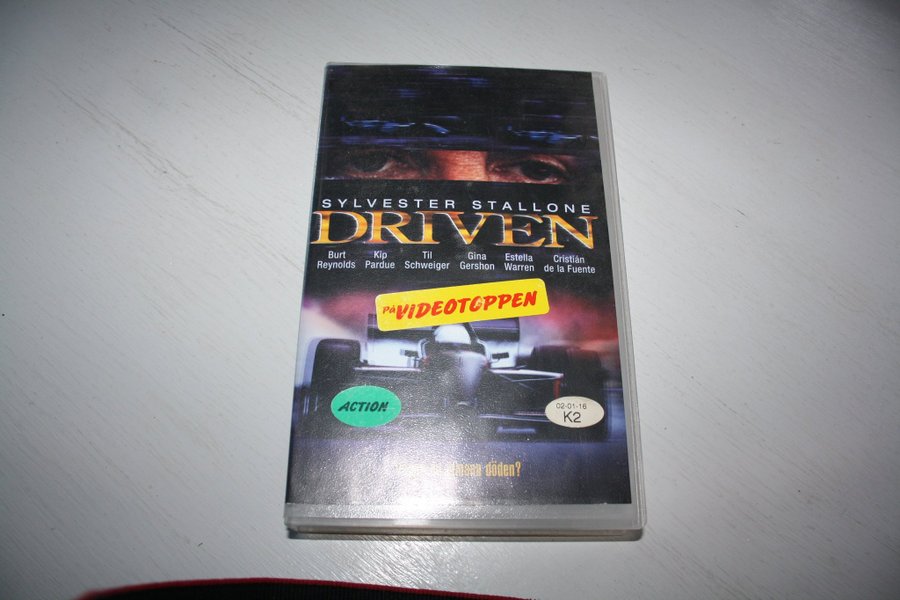 SYLVESTER STALLONE
DRIVEN
Burt Reynolds
Kip Pardue
Til Schweiger
Gina Gershon
Estella Warren
Cristián de la Fuente
PÅ VIDEOTOPPEN
ACTION
02-01-16
K2
döden?